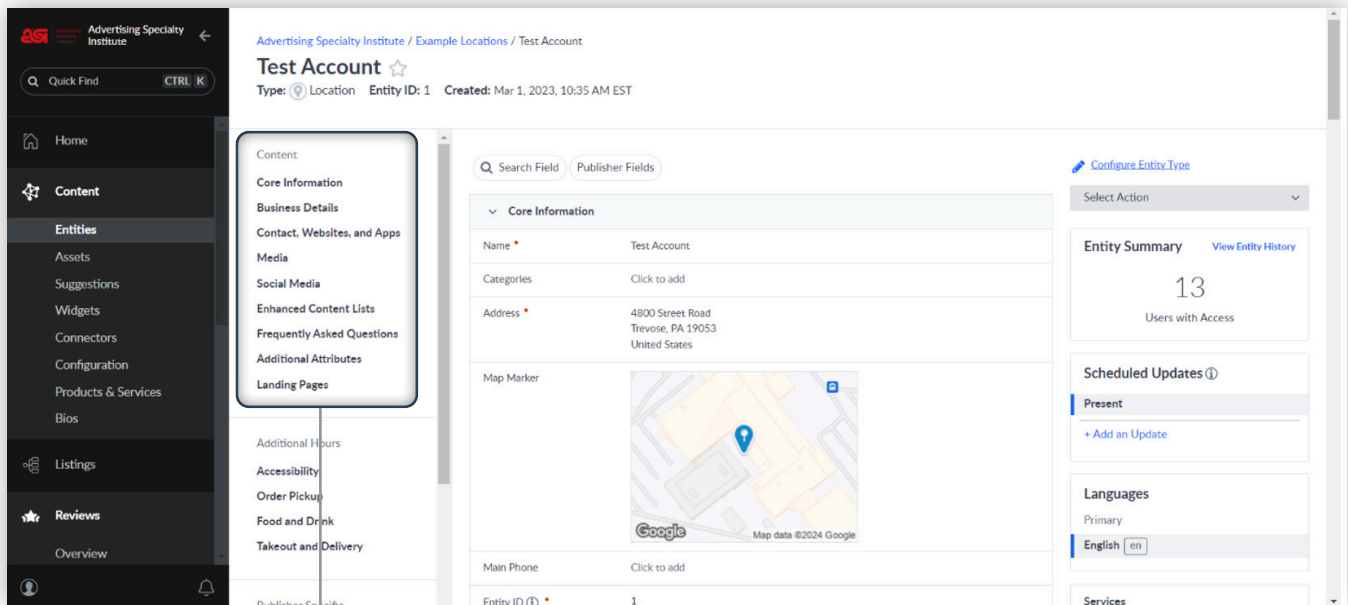 ASI
Advertising Specialty
Institute
Quick Find CTRL K
Home
Content
Entities
Assets
Suggestions
Widgets
Connectors
Configuration
Products & Services
Bios
Listings
Reviews
Overview
Advertising Specialty Institute / Example Locations / Test Account
Test Account
Type: Location Entity ID: 1 Created: Mar 1, 2023, 10:35 AM EST
Content
Core Information
Business Details
Contact, Websites, and Apps
Media
Social Media
Enhanced Content Lists
Frequently Asked Questions
Additional Attributes
Landing Pages
Additional Hours
Accessibility
Order Pickup
Food and Drink
Takeout and Delivery
Publisher Specific
Search Field Publisher Fields
Core Information
Name * Test Account
Categories Click to add
Address * 4800 Street Road
Trevose, PA 19053
United States
Map Marker
Google Map data ©2024 Google
Main Phone Click to add
Entity ID * 1
Configure Entity Type
Select Action
Entity Summary View Entity History
13
Users with Access
Scheduled Updates
Present
+ Add an Update
Languages
Primary
English en
Services